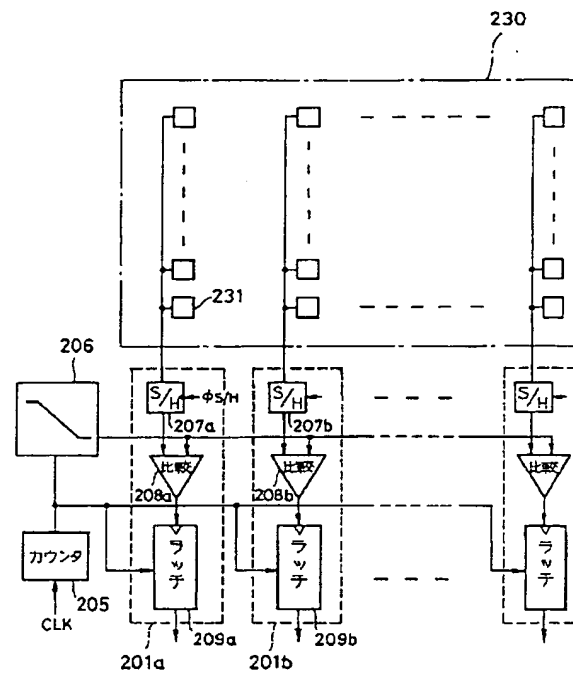 230
231
206
S/H
φS/H
207a
S/H
207b
S/H
比較
208a
比較
208b
比較
カウンタ
205
CLK
ラッチ
209a
201a
ラッチ
209b
201b
ラッチ